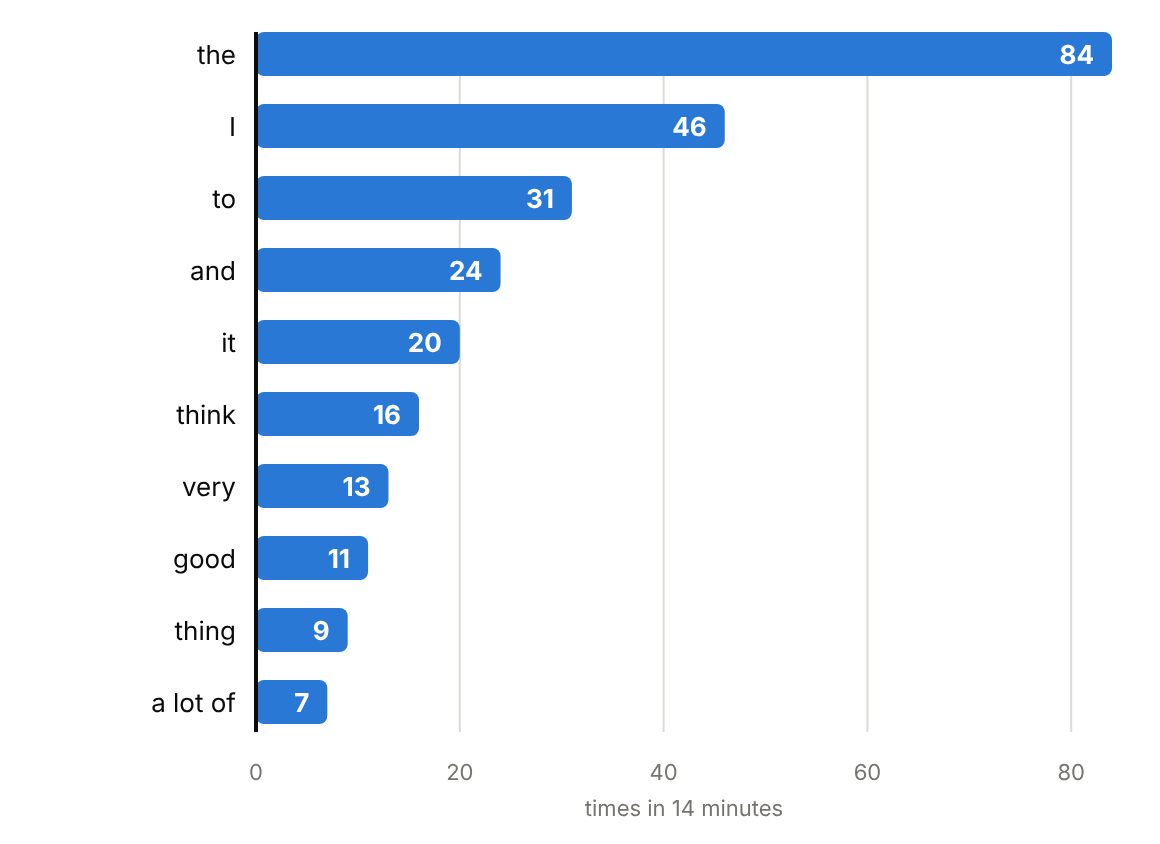 the 84
I 46
to 31
and 24
it 20
think 16
very 13
good 11
thing 9
a lot of 7
0 20 40 60 80
times in 14 minutes